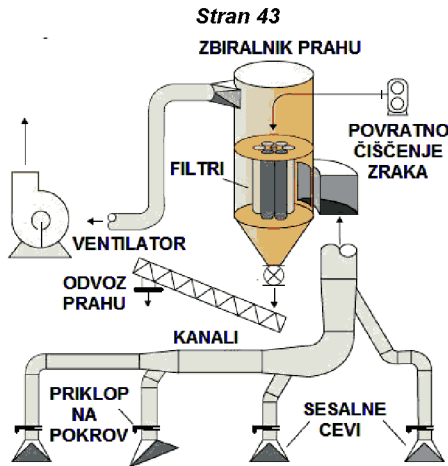 Stran 43
ZBIRALNIK PRAHU
POVRATNO
ČIŠČENJE
ZRAKA
FILTRI
VENTILATOR
ODVOZ
PRAHU
KANALI
PRIKLOP
NA
POKROV
SESALNE
CEVI